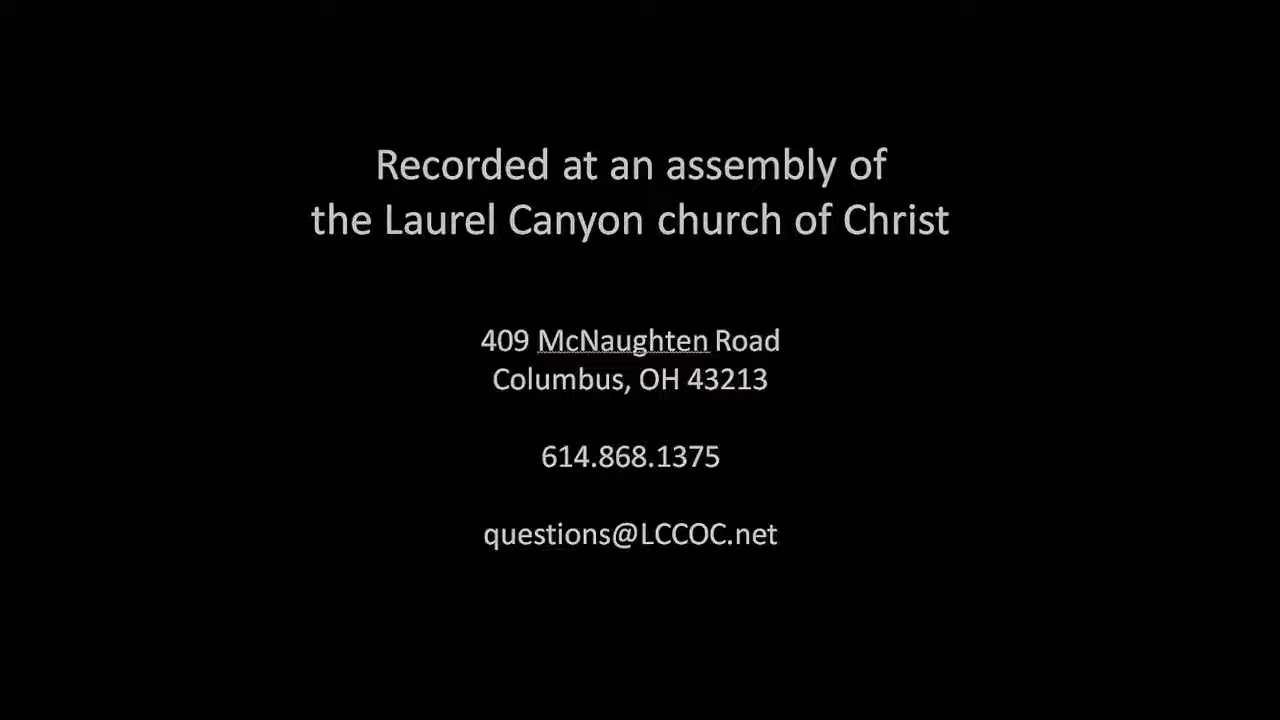 Recorded at an assembly of
the Laurel Canyon church of Christ
409 McNaughten Road
Columbus, OH 43213
614.868.1375
questions@LCCOC.net